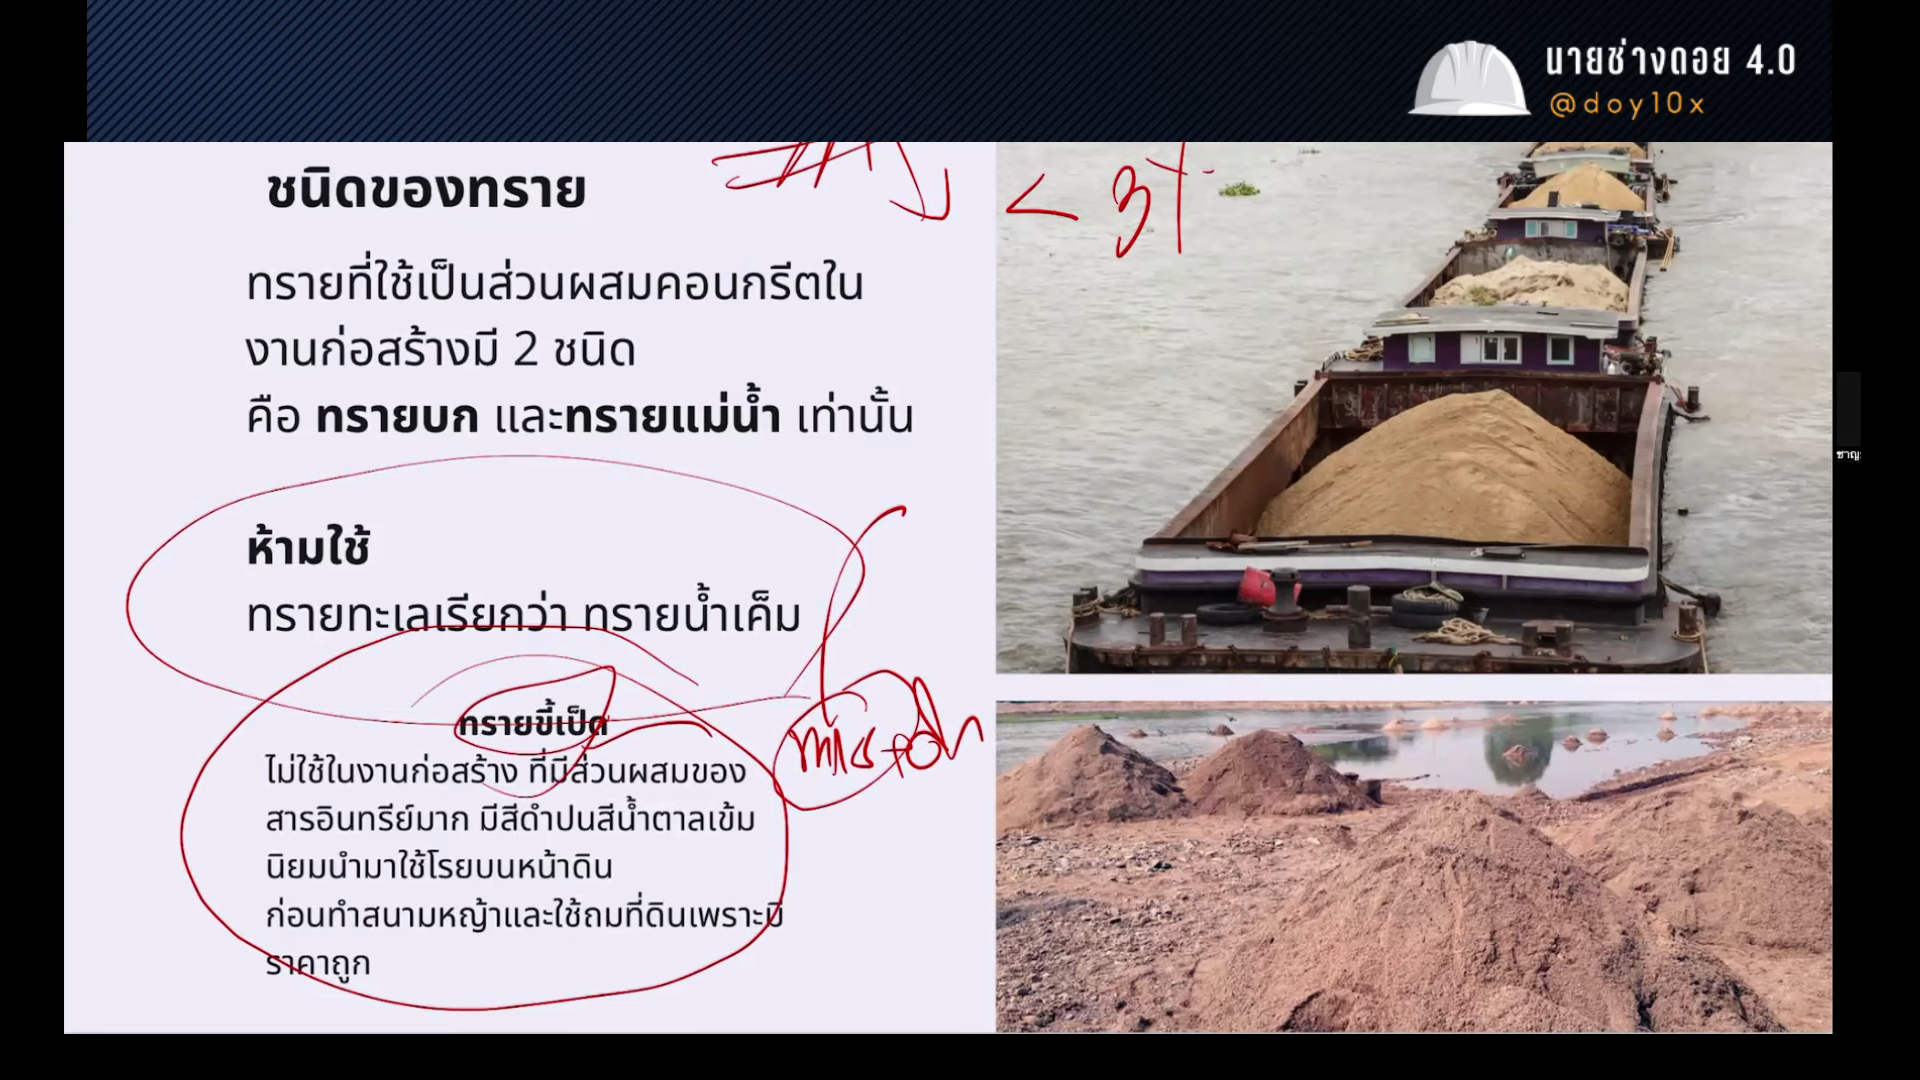 นายช่างดอย 4.0
@doy10x
ชนิดของทราย
< 3%
ทรายที่ใช้เป็นส่วนผสมคอนกรีตใน
งานก่อสร้างมี 2 ชนิด
คือ ทรายบก และทรายแม่น้ำ เท่านั้น
ห้ามใช้
ทรายทะเลเรียกว่า ทรายน้ำเค็ม
ทรายขี้เป็ด
ไม่ใช้ในงานก่อสร้าง ที่มีส่วนผสมของ
สารอินทรีย์มาก มีสีดำปนสีน้ำตาลเข้ม
นิยมนำมาใช้โรยบนหน้าดิน
ก่อนทำสนามหญ้าและใช้ถมที่ดินเพราะมี
ราคาถูก